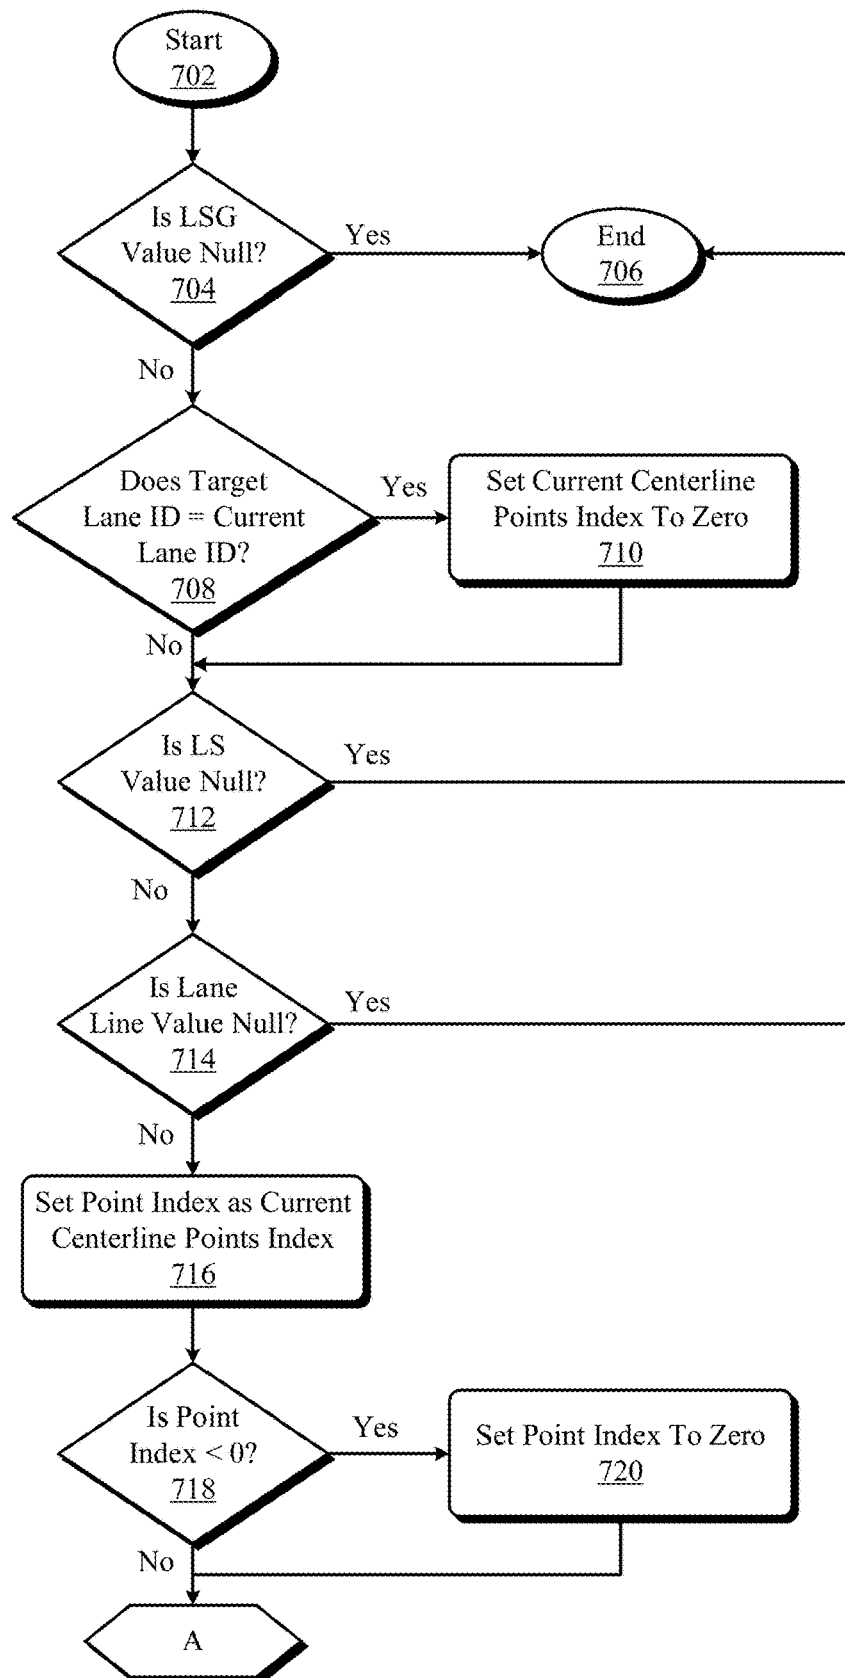 Start
702
Is LSG
Value Null?
704
Yes
End
706
No
Does Target
Lane ID = Current
Lane ID?
708
Yes
Set Current Centerline
Points Index To Zero
710
No
Is LS
Value Null?
712
Yes
No
Is Lane
Line Value Null?
714
Yes
No
Set Point Index as Current
Centerline Points Index
716
Is Point
Index < 0?
718
Yes
Set Point Index To Zero
720
No
A